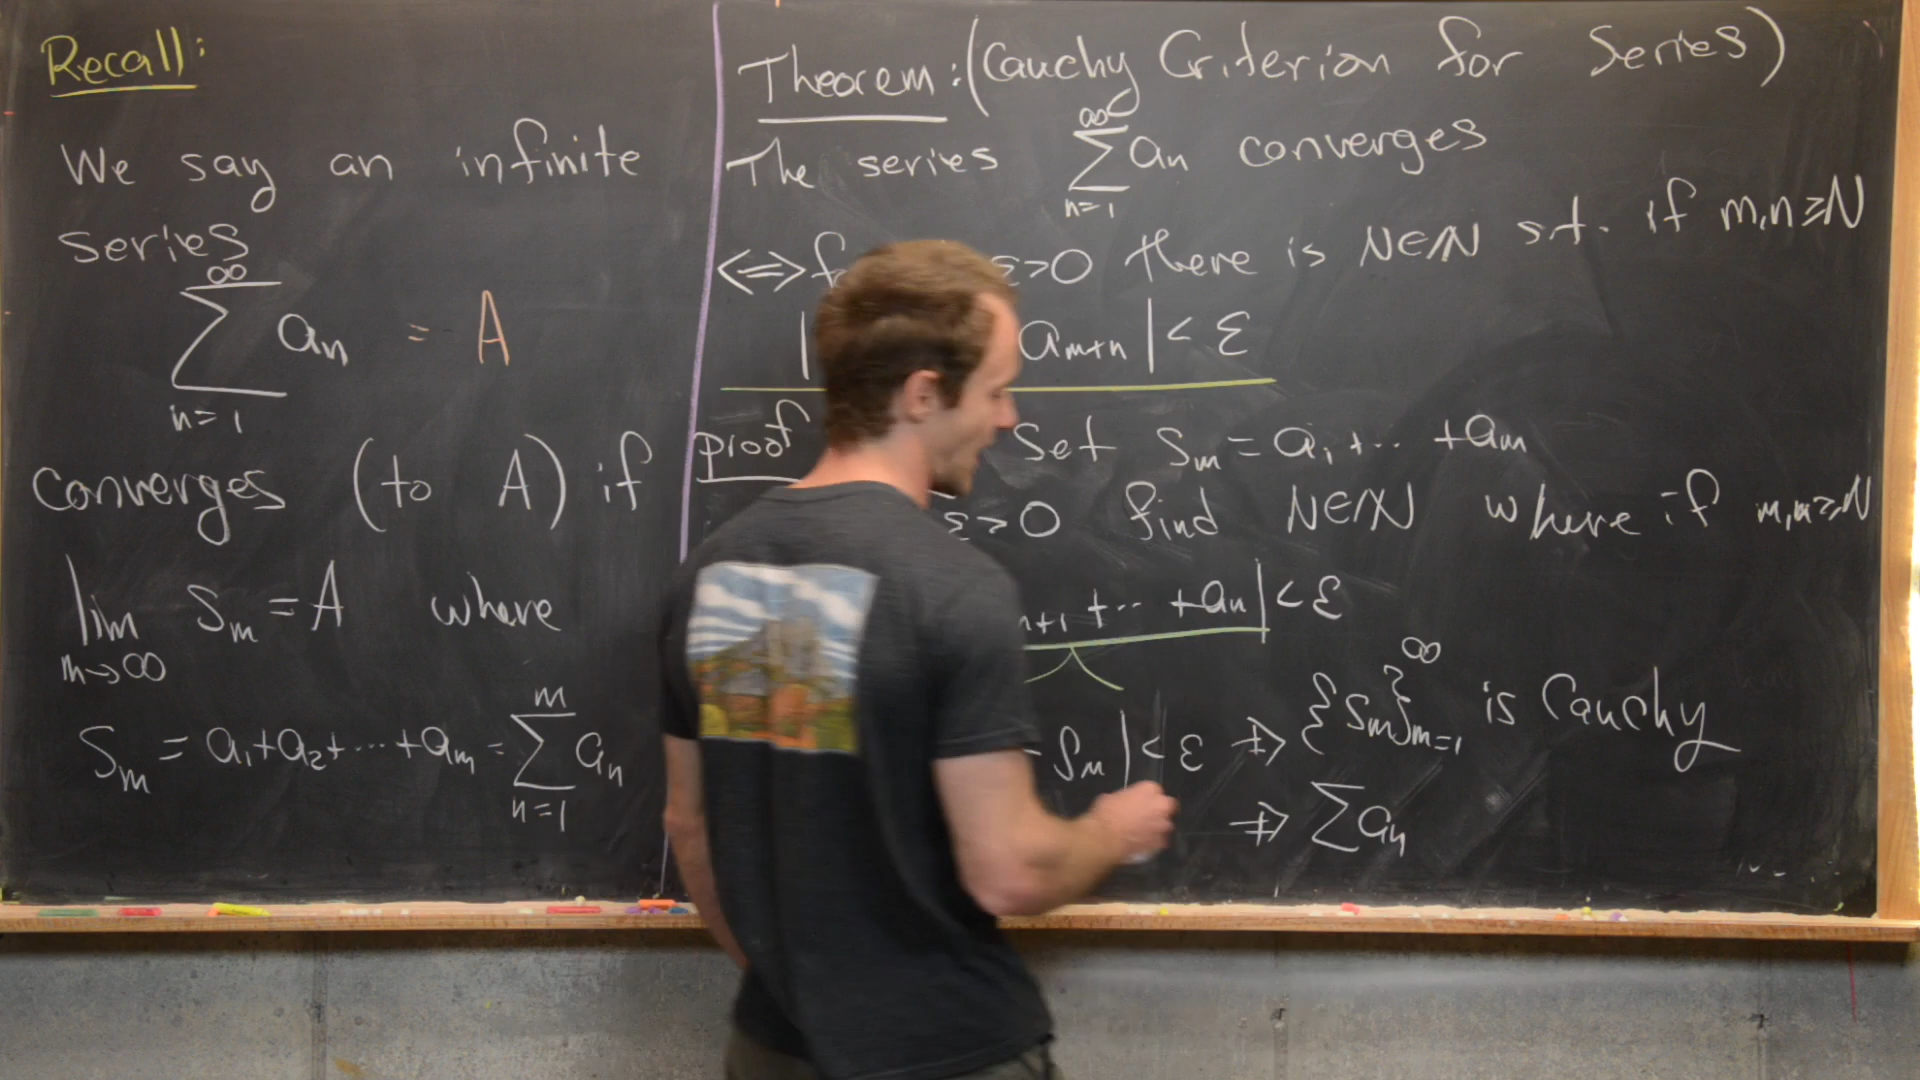 Recall:
We say an infinite
series
∞
∑ aₙ = A
n=1
converges (to A) if
lim Sₘ = A where
m→∞
Sₘ = a₁+a₂+⋯+aₘ = ∑ₙ₌₁ᵐ aₙ
Theorem: (Cauchy Criterion for Series)
The series ∑ₙ₌₁^∞ aₙ converges
⟺ ε>0 there is N∈ℕ s.t. if m,n≥N
| aₘ₊ₙ | < ε
proof Set Sₘ = a₁+⋯+aₘ
ε>0 find N∈ℕ where if m,n≥N
+⋯+aₙ| < ε
- Sₘ| < ε ⇒ {Sₘ}ₘ₌₁^∞ is Cauchy
⇒ ∑aₙ